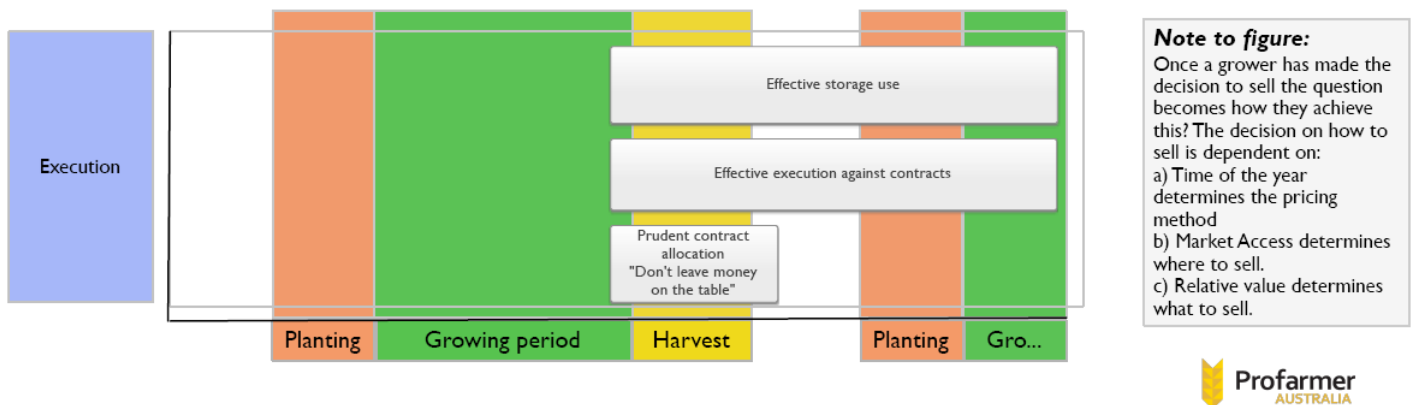 Execution
Effective storage use
Effective execution against contracts
Prudent contract
allocation
"Don't leave money
on the table"
Planting
Growing period
Harvest
Planting
Gro...
Note to figure:
Once a grower has made the
decision to sell the question
becomes how they achieve
this? The decision on how to
sell is dependent on:
a) Time of the year
determines the pricing
method
b) Market Access determines
where to sell.
c) Relative value determines
what to sell.
Profarmer
AUSTRALIA